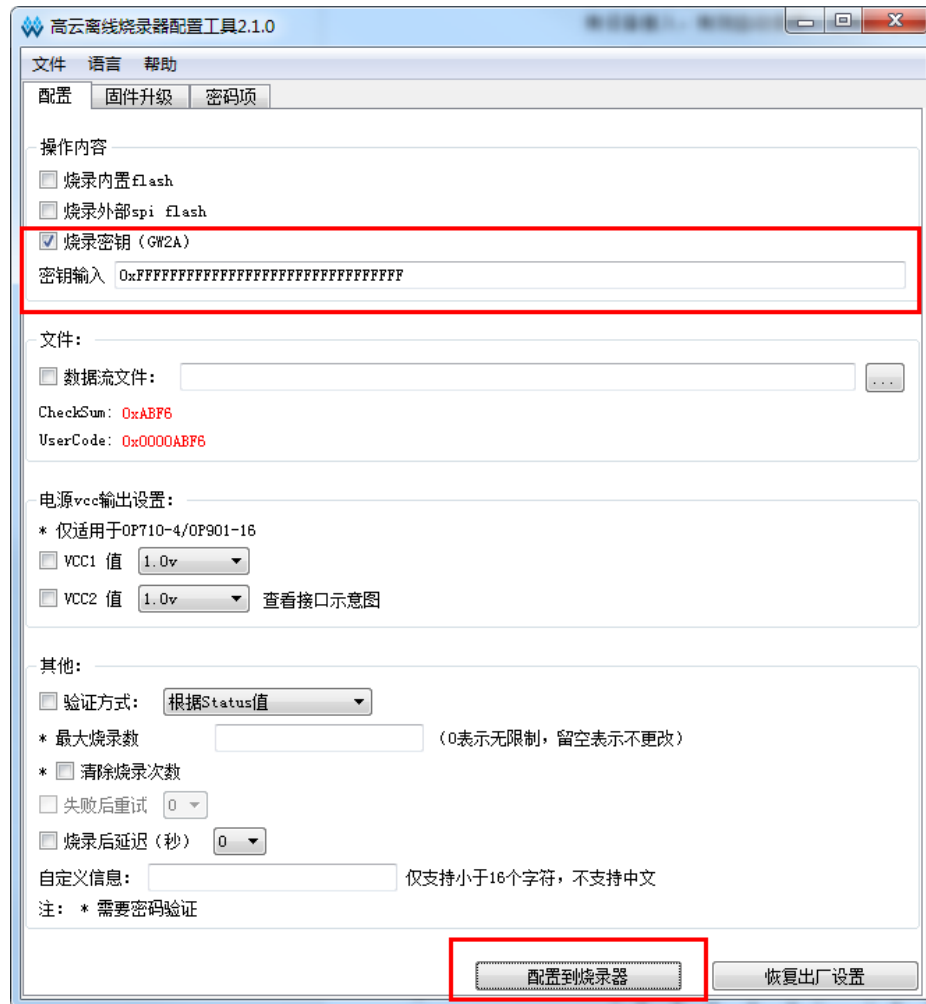 高云离线烧录器配置工具2.1.0
文件 语言 帮助
配置 固件升级 密码项
操作内容
烧录内置flash
烧录外部spi flash
烧录密钥（GW2A）
密钥输入 0xFFFFFFFFFFFFFFFFFFFFFFFFFFFFFFFF
文件：
数据流文件： ...
CheckSum: 0xABF6
UserCode: 0x0000ABF6
电源vcc输出设置：
* 仅适用于OP710-4/OP901-16
VCC1 值 1.0v
VCC2 值 1.0v 查看接口示意图
其他：
验证方式： 根据Status值
* 最大烧录数 （0表示无限制，留空表示不更改）
* 清除烧录次数
失败后重试 0
烧录后延迟（秒） 0
自定义信息： 仅支持小于16个字符，不支持中文
注： * 需要密码验证
配置到烧录器 恢复出厂设置